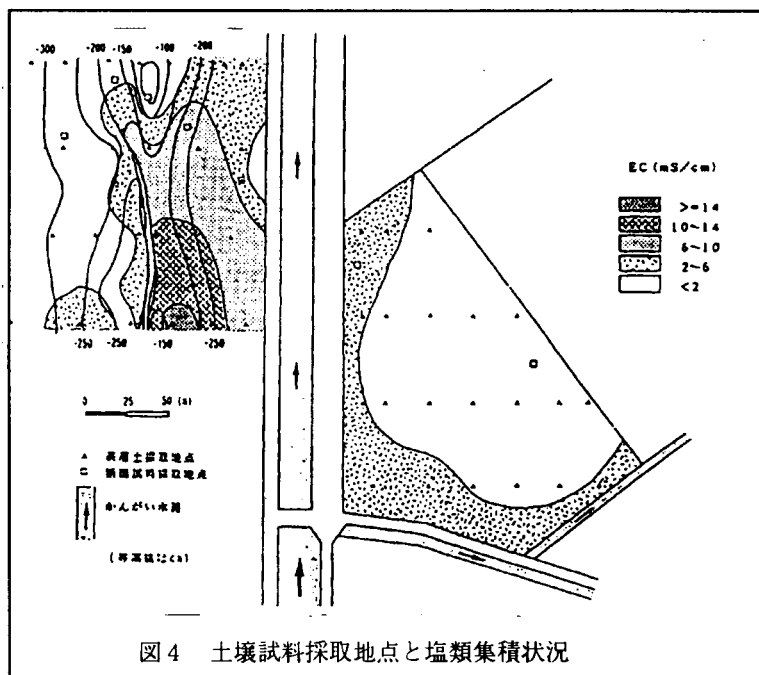 -300 -200 -150 -100 -200
EC (mS/cm)
>=14
10~14
6~10
2~6
<2
-250 -250 -150 -250
0 25 50 (m)
表層土採取地点
断面試料採取地点
かんがい水路
(等高線はcm)
図4 土壌試料採取地点と塩類集積状況